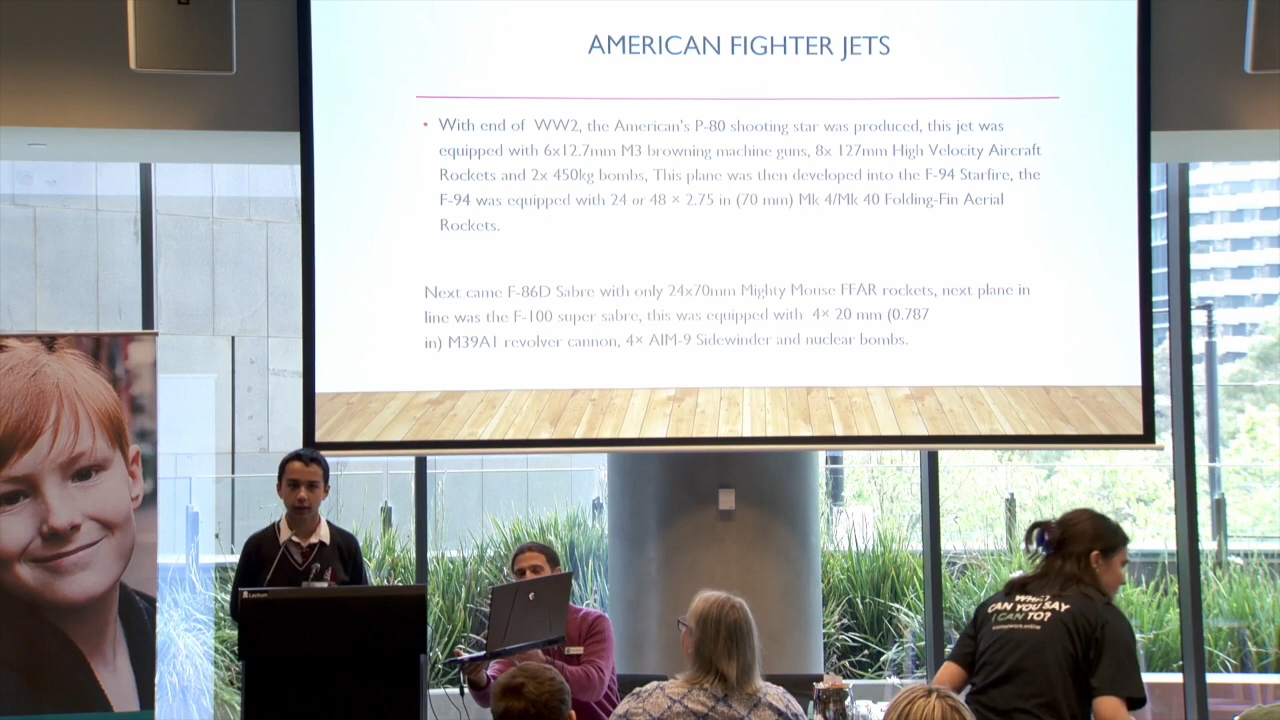 AMERICAN FIGHTER JETS
• With end of WW2, the American's P-80 shooting star was produced, this jet was
equipped with 6x12.7mm M3 browning machine guns, 8x 127mm High Velocity Aircraft
Rockets and 2x 450kg bombs, This plane was then developed into the F-94 Starfire, the
F-94 was equipped with 24 or 48 × 2.75 in (70 mm) Mk 4/Mk 40 Folding-Fin Aerial
Rockets.
Next came F-86D Sabre with only 24x70mm Mighty Mouse FFAR rockets, next plane in
line was the F-100 super sabre, this was equipped with 4× 20 mm (0.787
in) M39A1 revolver cannon, 4× AIM-9 Sidewinder and nuclear bombs.
Lectrum
WHAT
CAN YOU SAY
I CAN TO?